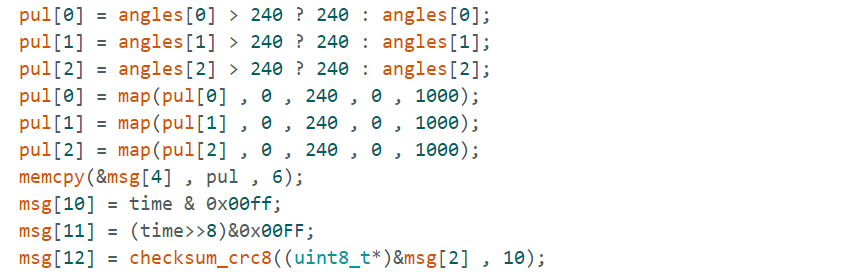 pul[0] = angles[0] > 240 ? 240 : angles[0];
pul[1] = angles[1] > 240 ? 240 : angles[1];
pul[2] = angles[2] > 240 ? 240 : angles[2];
pul[0] = map(pul[0] , 0 , 240 , 0 , 1000);
pul[1] = map(pul[1] , 0 , 240 , 0 , 1000);
pul[2] = map(pul[2] , 0 , 240 , 0 , 1000);
memcpy(&msg[4] , pul , 6);
msg[10] = time & 0x00ff;
msg[11] = (time>>8)&0x00FF;
msg[12] = checksum_crc8((uint8_t*)&msg[2] , 10);